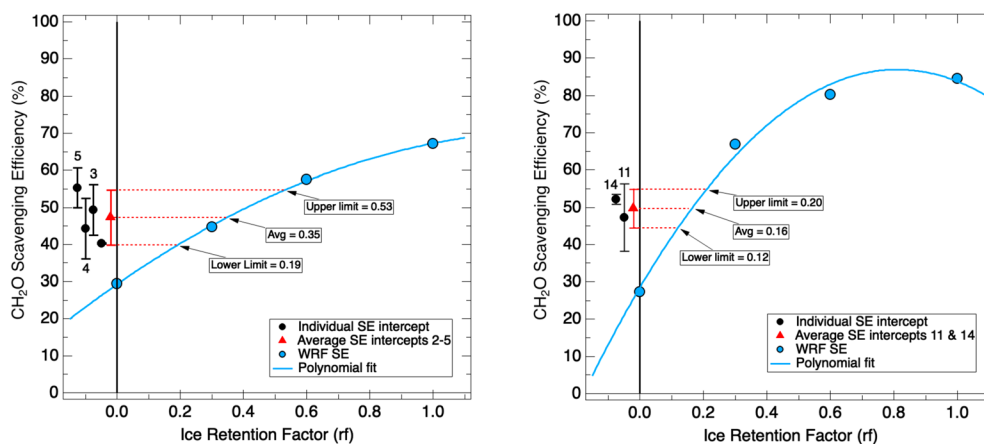 100
90
80
70
60
50
40
30
20
10
0
CH2O Scavenging Efficiency (%)
5
3
4
Upper limit = 0.53
Avg = 0.35
Lower Limit = 0.19
Individual SE intercept
Average SE intercepts 2-5
WRF SE
Polynomial fit
0.0 0.2 0.4 0.6 0.8 1.0
Ice Retention Factor (rf)
100
90
80
70
60
50
40
30
20
10
0
CH2O Scavenging Efficiency (%)
11
14
Upper limit = 0.20
Avg = 0.16
Lower limit = 0.12
Individual SE intercept
Average SE intercepts 11 & 14
WRF SE
Polynomial fit
0.0 0.2 0.4 0.6 0.8 1.0
Ice Retention Factor (rf)